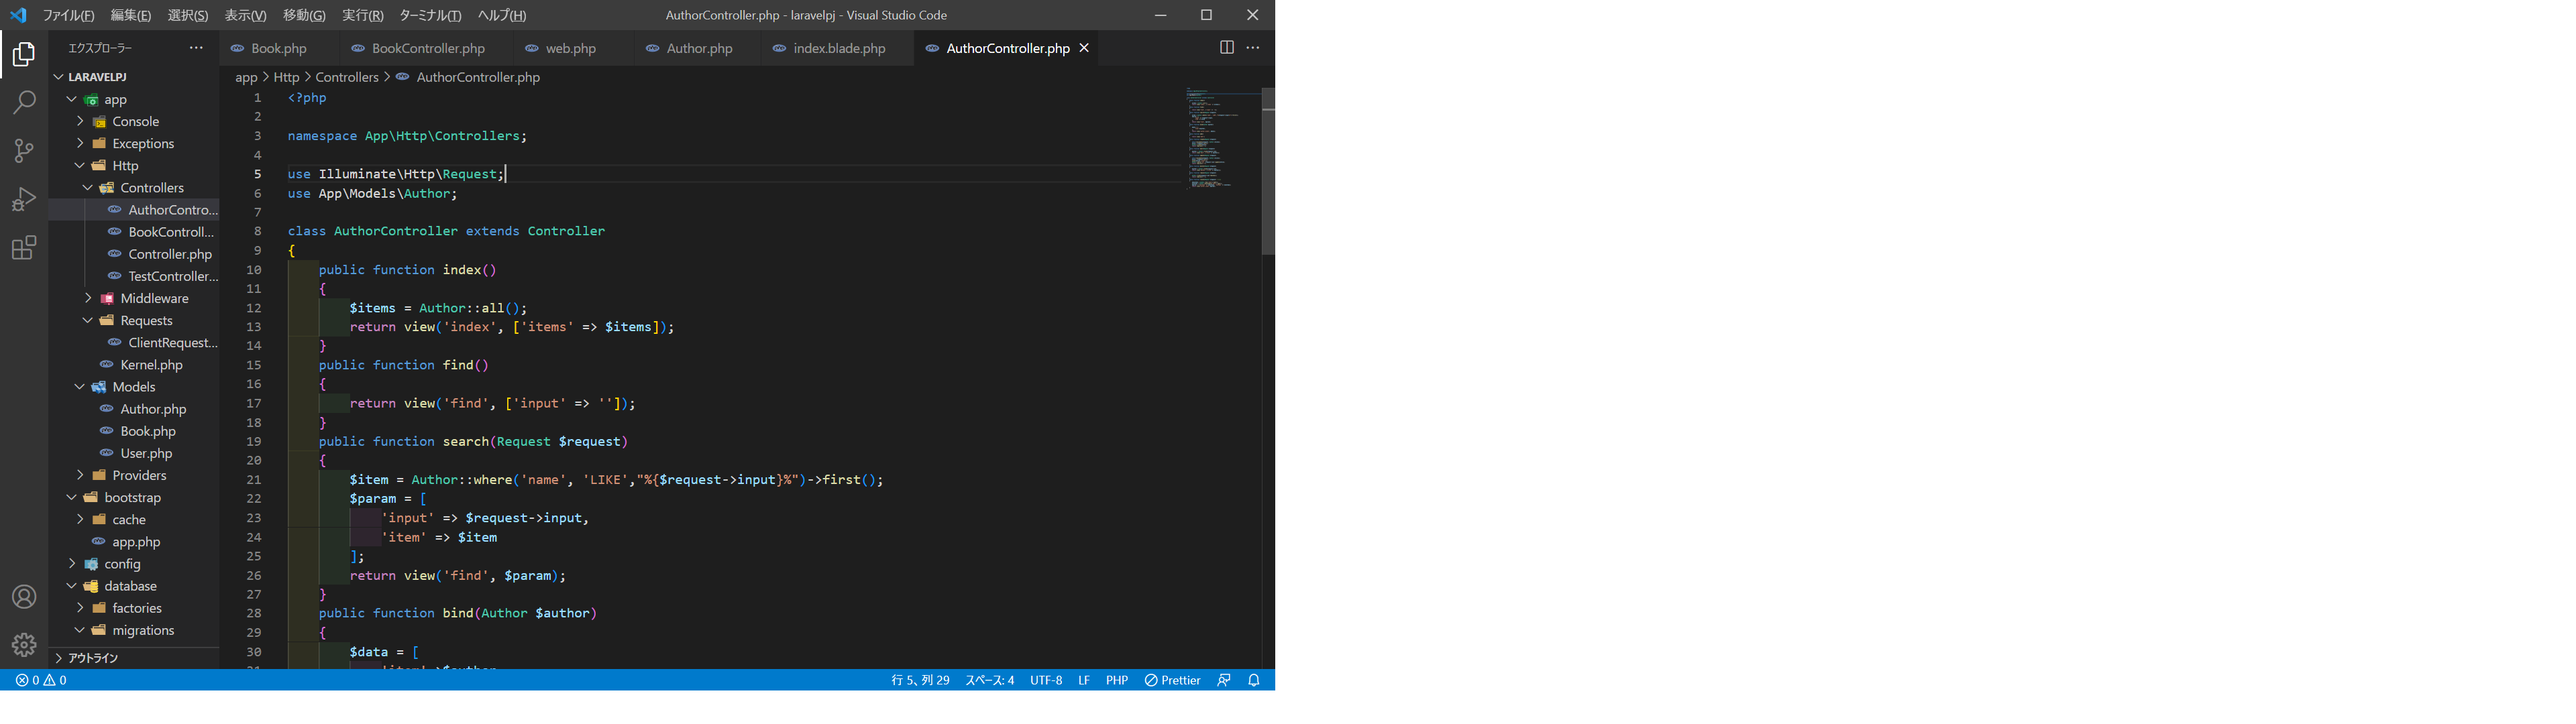 ファイル(F) 編集(E) 選択(S) 表示(V) 移動(G) 実行(R) ターミナル(T) ヘルプ(H) AuthorController.php - laravelpj - Visual Studio Code
エクスプローラー
LARAVELPJ
app
Console
Exceptions
Http
Controllers
AuthorContro...
BookControll...
Controller.php
TestController...
Middleware
Requests
ClientRequest...
Kernel.php
Models
Author.php
Book.php
User.php
Providers
bootstrap
cache
app.php
config
database
factories
migrations
アウトライン
Book.php BookController.php web.php Author.php index.blade.php AuthorController.php
app > Http > Controllers > AuthorController.php
1 <?php
2
3 namespace App\Http\Controllers;
4
5 use Illuminate\Http\Request;
6 use App\Models\Author;
7
8 class AuthorController extends Controller
9 {
10 public function index()
11 {
12 $items = Author::all();
13 return view('index', ['items' => $items]);
14 }
15 public function find()
16 {
17 return view('find', ['input' => '']);
18 }
19 public function search(Request $request)
20 {
21 $item = Author::where('name', 'LIKE',"%{$request->input}%")->first();
22 $param = [
23 'input' => $request->input,
24 'item' => $item
25 ];
26 return view('find', $param);
27 }
28 public function bind(Author $author)
29 {
30 $data = [
0 0 行 5、列 29 スペース: 4 UTF-8 LF PHP Prettier